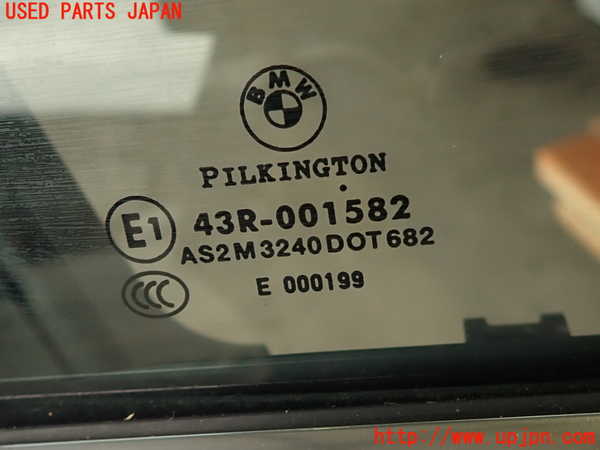 USED PARTS JAPAN
BMW
PILKINGTON
E1 43R-001582
AS2M3240DOT682
CCC E 000199
http://www.upjpn.com